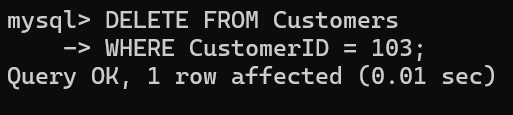 mysql> DELETE FROM Customers
    -> WHERE CustomerID = 103;
Query OK, 1 row affected (0.01 sec)